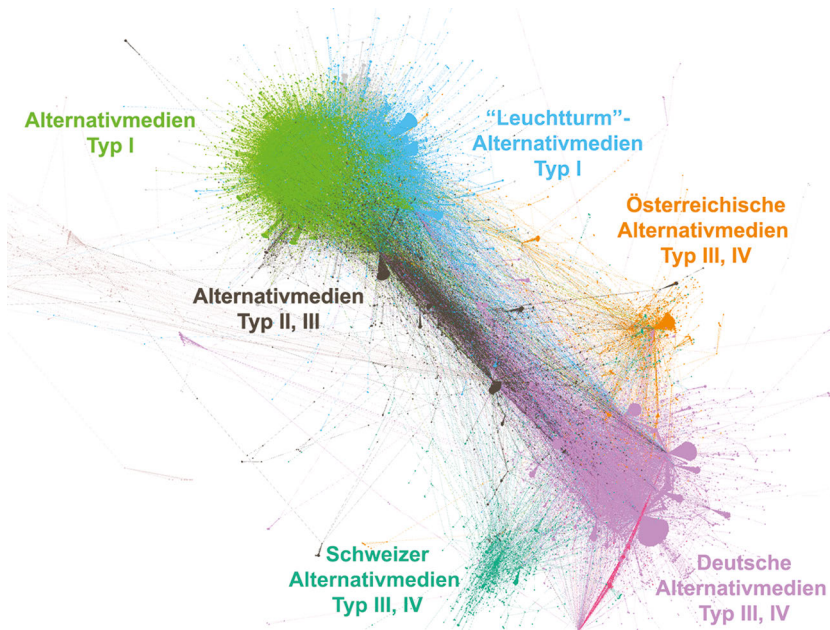 Alternativmedien
Typ I
“Leuchtturm”-
Alternativmedien
Typ I
Österreichische
Alternativmedien
Typ III, IV
Alternativmedien
Typ II, III
Schweizer
Alternativmedien
Typ III, IV
Deutsche
Alternativmedien
Typ III, IV